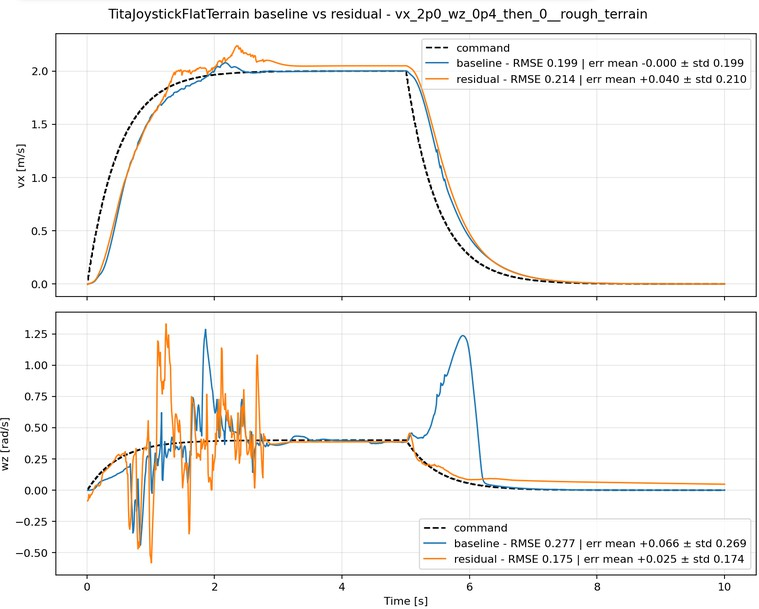 TitaJoystickFlatTerrain baseline vs residual - vx_2p0_wz_0p4_then_0__rough_terrain
command
baseline - RMSE 0.199 | err mean -0.000 ± std 0.199
residual - RMSE 0.214 | err mean +0.040 ± std 0.210
vx [m/s]
2.0
1.5
1.0
0.5
0.0
wz [rad/s]
1.25
1.00
0.75
0.50
0.25
0.00
−0.25
−0.50
command
baseline - RMSE 0.277 | err mean +0.066 ± std 0.269
residual - RMSE 0.175 | err mean +0.025 ± std 0.174
0 2 4 6 8 10
Time [s]